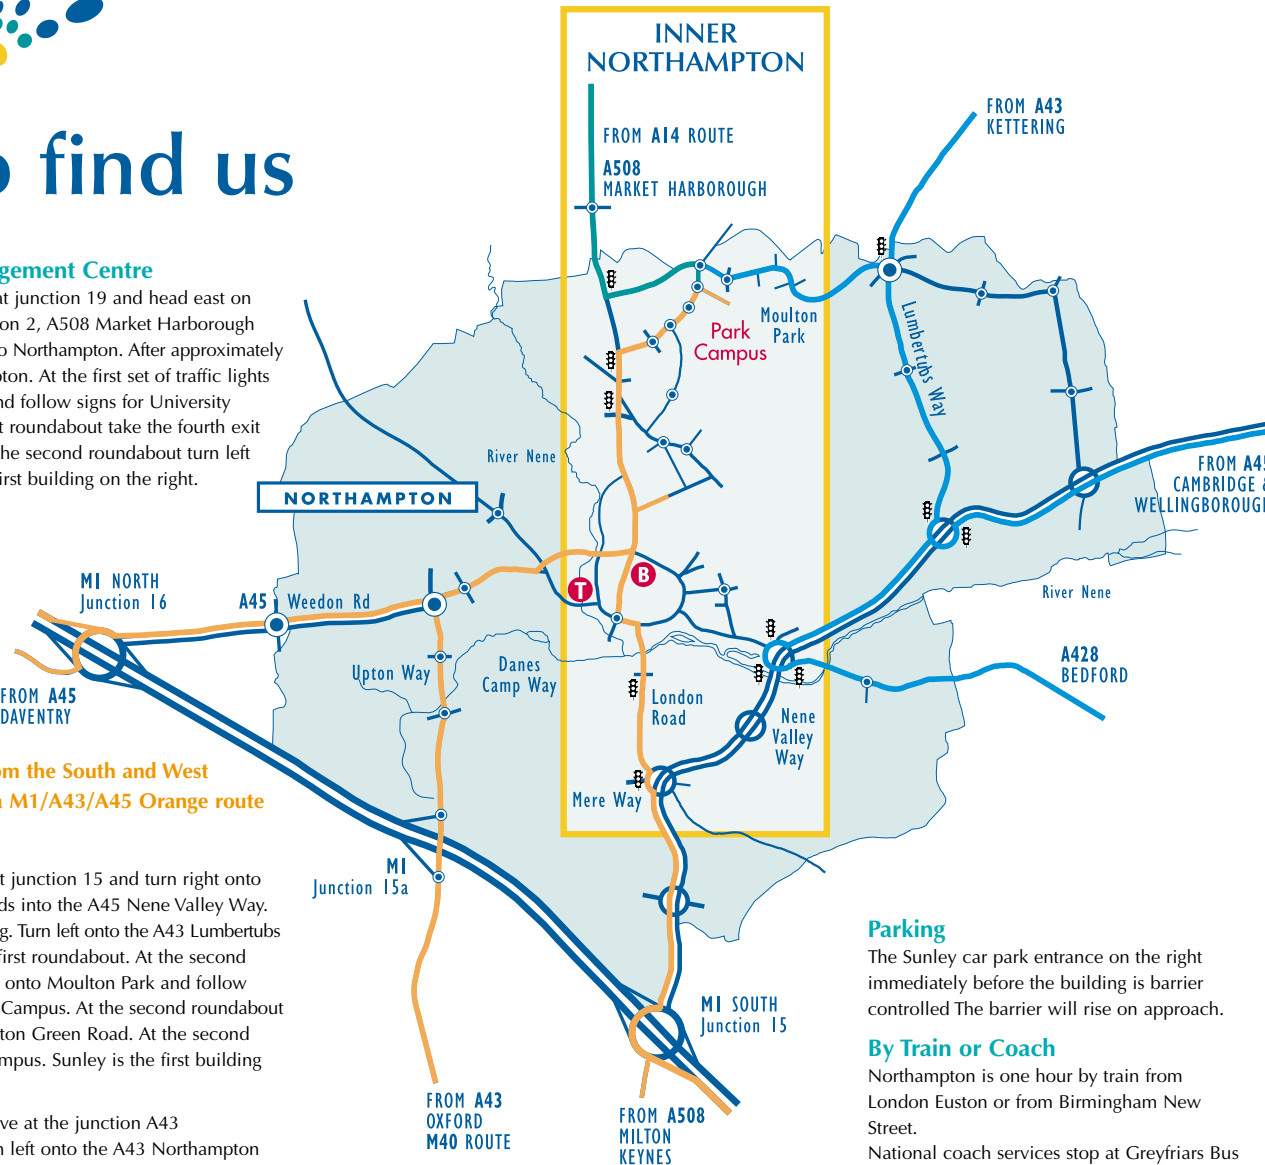 find us
INNER
NORTHAMPTON
FROM A14 ROUTE
A508
MARKET HARBOROUGH
FROM A43
KETTERING
Moulton
Park
Park
Campus
Lumbertubs Way
River Nene
NORTHAMPTON
FROM A45
CAMBRIDGE &
WELLINGBOROUGH
River Nene
M1 NORTH
Junction 16
A45
Weedon Rd
T
B
Upton Way
Danes
Camp Way
London
Road
Nene
Valley
Way
A428
BEDFORD
FROM A45
DAVENTRY
Mere Way
M1
Junction 15a
M1 SOUTH
Junction 15
FROM A43
OXFORD
M40 ROUTE
FROM A508
MILTON
KEYNES
gement Centre
at junction 19 and head east on
on 2, A508 Market Harborough
o Northampton. After approximately
pton. At the first set of traffic lights
nd follow signs for University
t roundabout take the fourth exit
he second roundabout turn left
irst building on the right.
om the South and West
M1/A43/A45 Orange route
t junction 15 and turn right onto
ds into the A45 Nene Valley Way.
g. Turn left onto the A43 Lumbertubs
first roundabout. At the second
onto Moulton Park and follow
Campus. At the second roundabout
ton Green Road. At the second
mpus. Sunley is the first building
ve at the junction A43
n left onto the A43 Northampton
Parking
The Sunley car park entrance on the right
immediately before the building is barrier
controlled The barrier will rise on approach.
By Train or Coach
Northampton is one hour by train from
London Euston or from Birmingham New
Street.
National coach services stop at Greyfriars Bus